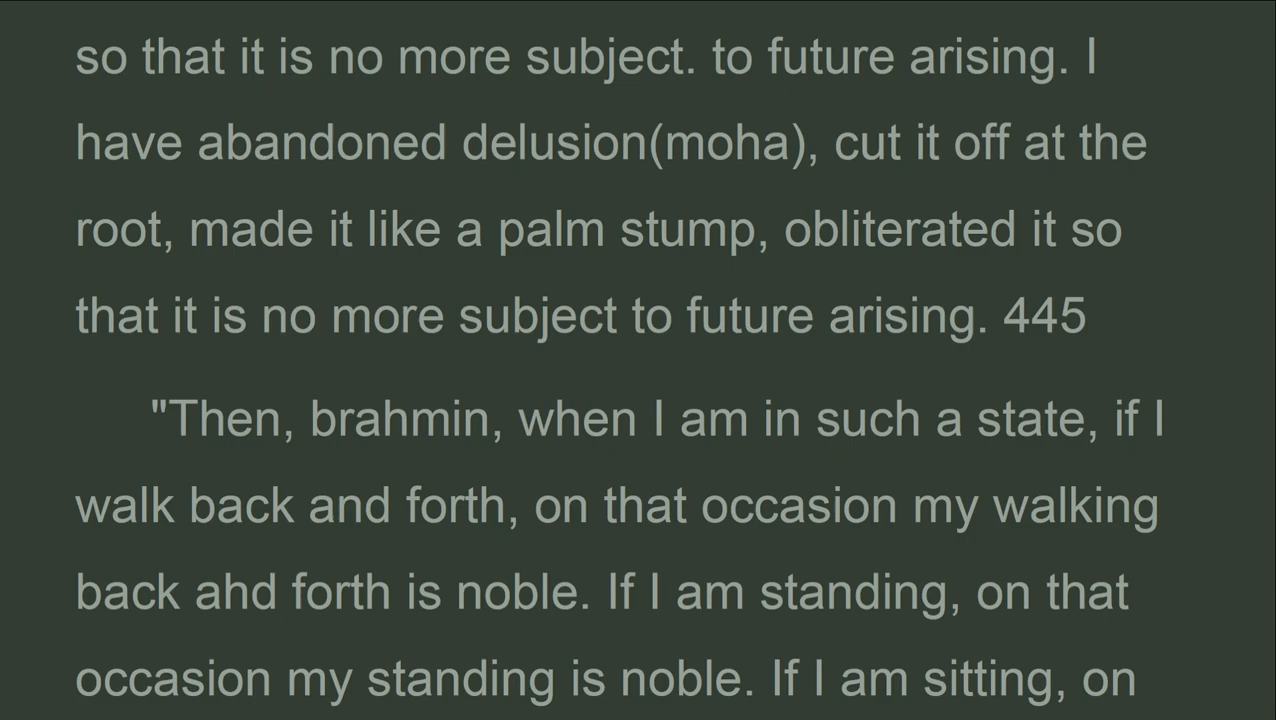 so that it is no more subject. to future arising. I
have abandoned delusion(moha), cut it off at the
root, made it like a palm stump, obliterated it so
that it is no more subject to future arising. 445
"Then, brahmin, when I am in such a state, if I
walk back and forth, on that occasion my walking
back ahd forth is noble. If I am standing, on that
occasion my standing is noble. If I am sitting, on